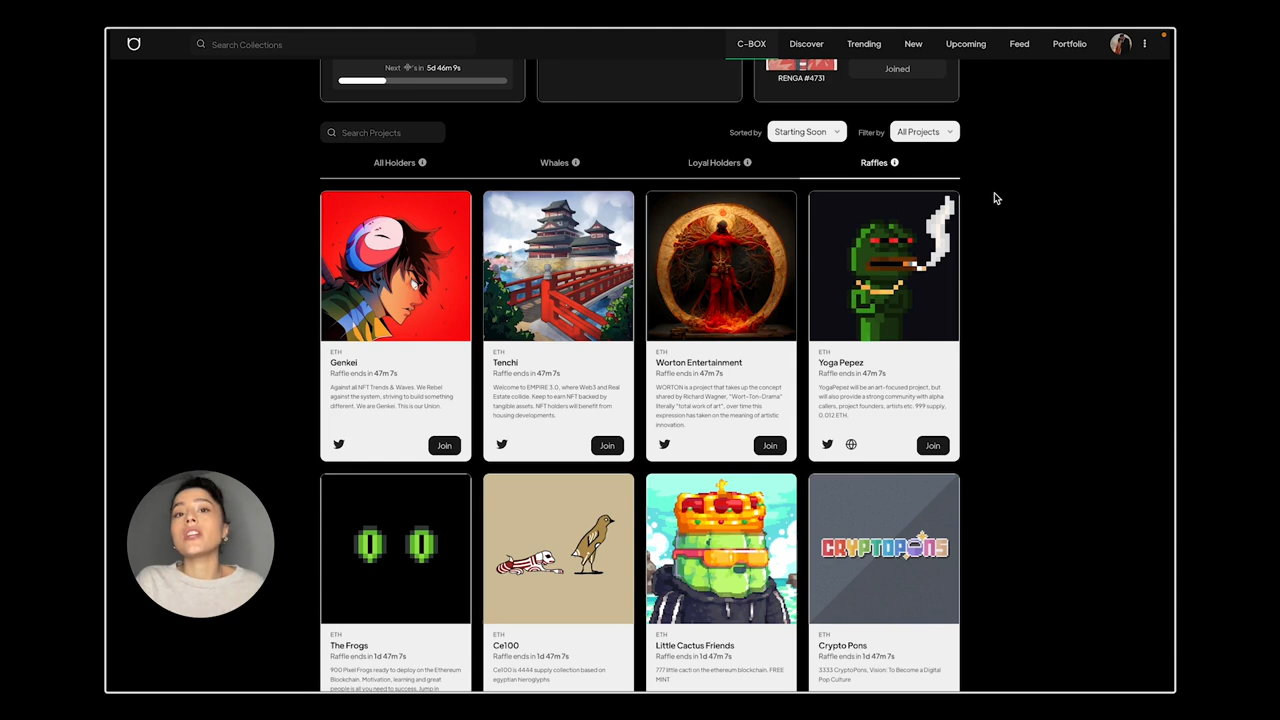 Search Collections
C-BOX
Discover
Trending
New
Upcoming
Feed
Portfolio
Next 's in 5d 46m 9s
RENGA #4731
Joined
Search Projects
Sorted by
Starting Soon
Filter by
All Projects
All Holders
Whales
Loyal Holders
Raffles
ETH
Genkei
Raffle ends in 47m 7s
Against all NFT Trends & Waves. We Rebel
against the system, striving to build something
different. We are Genkei. This is our Union.
Join
ETH
Tenchi
Raffle ends in 47m 7s
Welcome to EMPIRE 3.0, where Web3 and Real
Estate collide. Keep to earn NFT backed by
tangible assets. NFT holders will benefit from
housing developments.
Join
ETH
Worton Entertainment
Raffle ends in 47m 7s
WORTON is a project that takes up the concept
shared by Richard Wagner, "Wort-Ton-Drama"
literally "total work of art", over time this
expression has taken on the meaning of artistic
innovation.
Join
ETH
Yoga Pepez
Raffle ends in 47m 7s
YogaPepez will be an art-focused project, but
will also provide a strong community with alpha
callers, project founders, artists etc. 999 supply,
0.012 ETH.
Join
ETH
The Frogs
Raffle ends in 1d 47m 7s
900 Pixel Frogs ready to deploy on the Ethereum
Blockchain. Motivation, learning and great
people is all you need to success. Jump in
ETH
Ce100
Raffle ends in 1d 47m 7s
Ce100 is 4444 supply collection based on
egyptian hieroglyphs
ETH
Little Cactus Friends
Raffle ends in 1d 47m 7s
777 little cacti on the ethereum blockchain. FREE
MINT
CRYPTOPONS
ETH
Crypto Pons
Raffle ends in 1d 47m 7s
3333 CryptoPons, Vision: To Become a Digital
Pop Culture